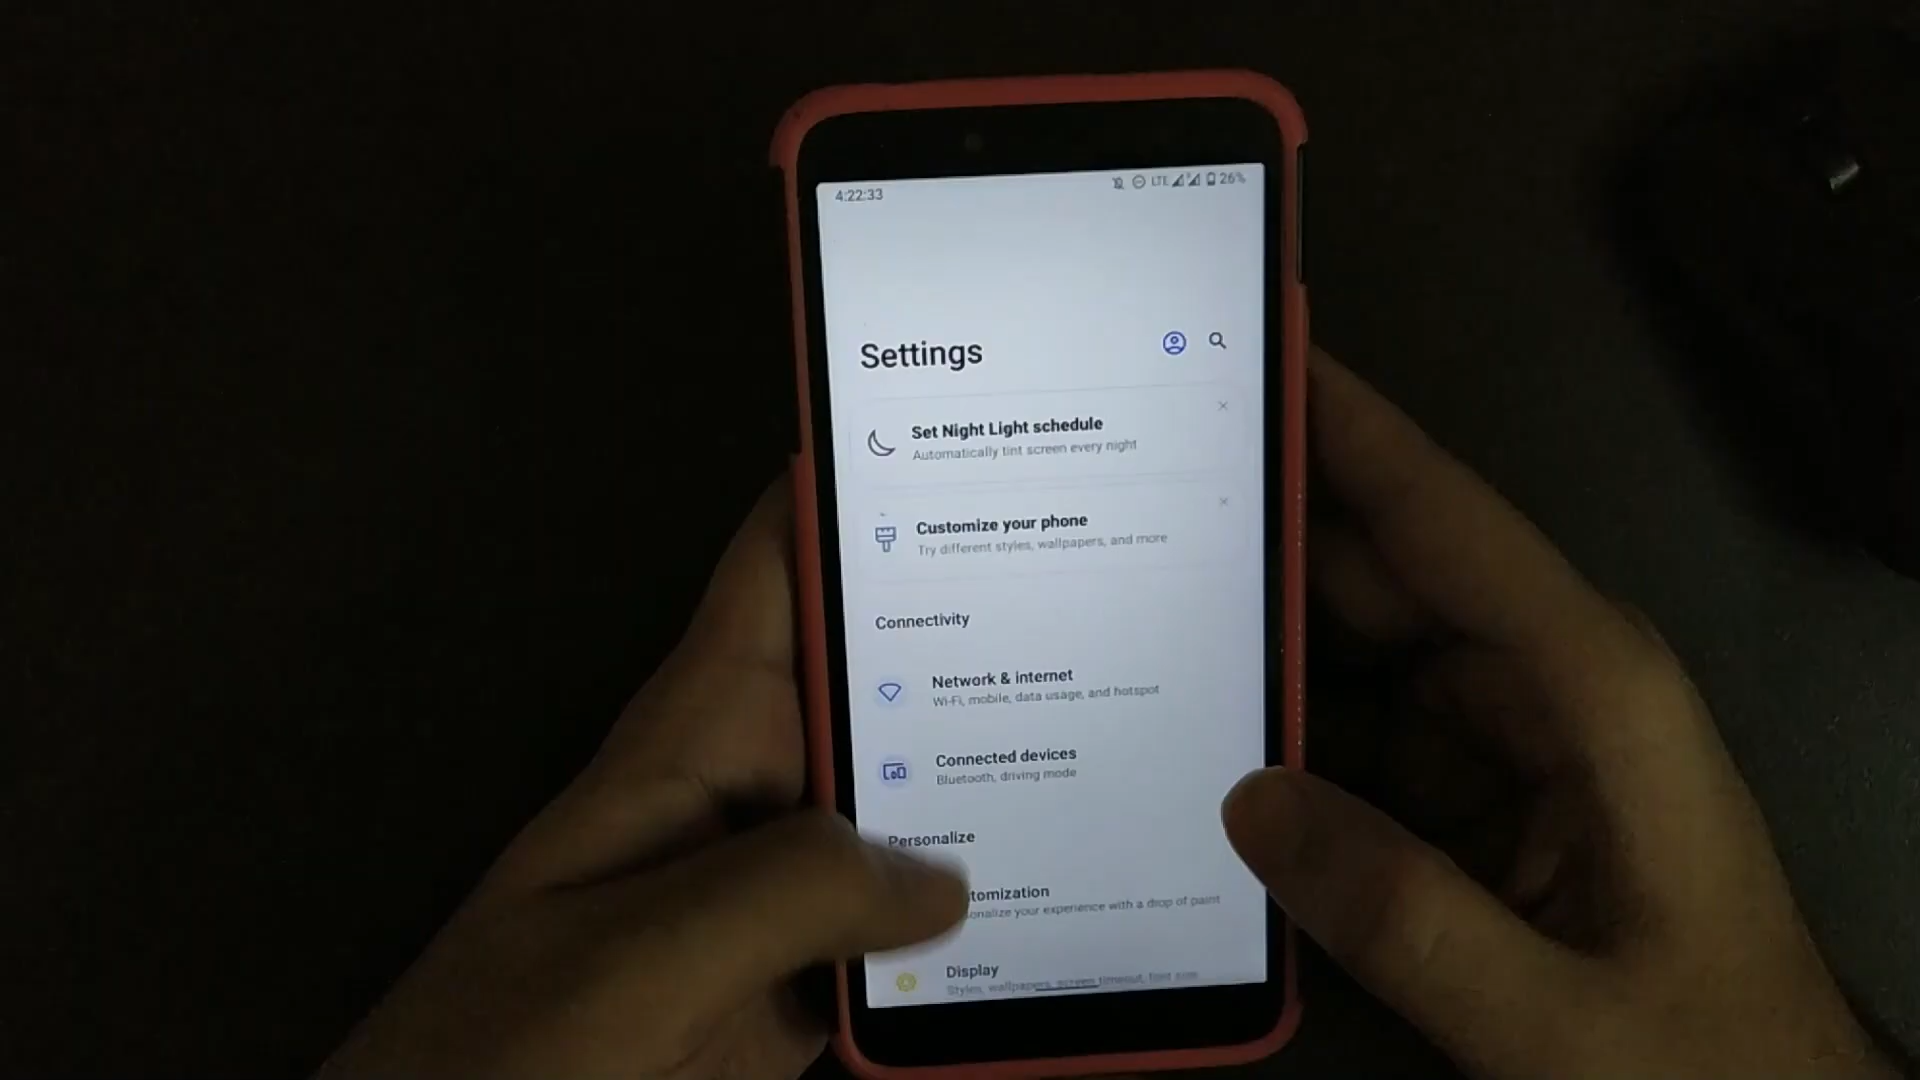 4:22:33
LTE 26%
Settings
Set Night Light schedule
Automatically tint screen every night
Customize your phone
Try different styles, wallpapers, and more
Connectivity
Network & internet
Wi-Fi, mobile, data usage, and hotspot
Connected devices
Bluetooth, driving mode
Personalize
tomization
onalize your experience with a drop of paint
Display
Styles, wallpapers, screen timeout, font size